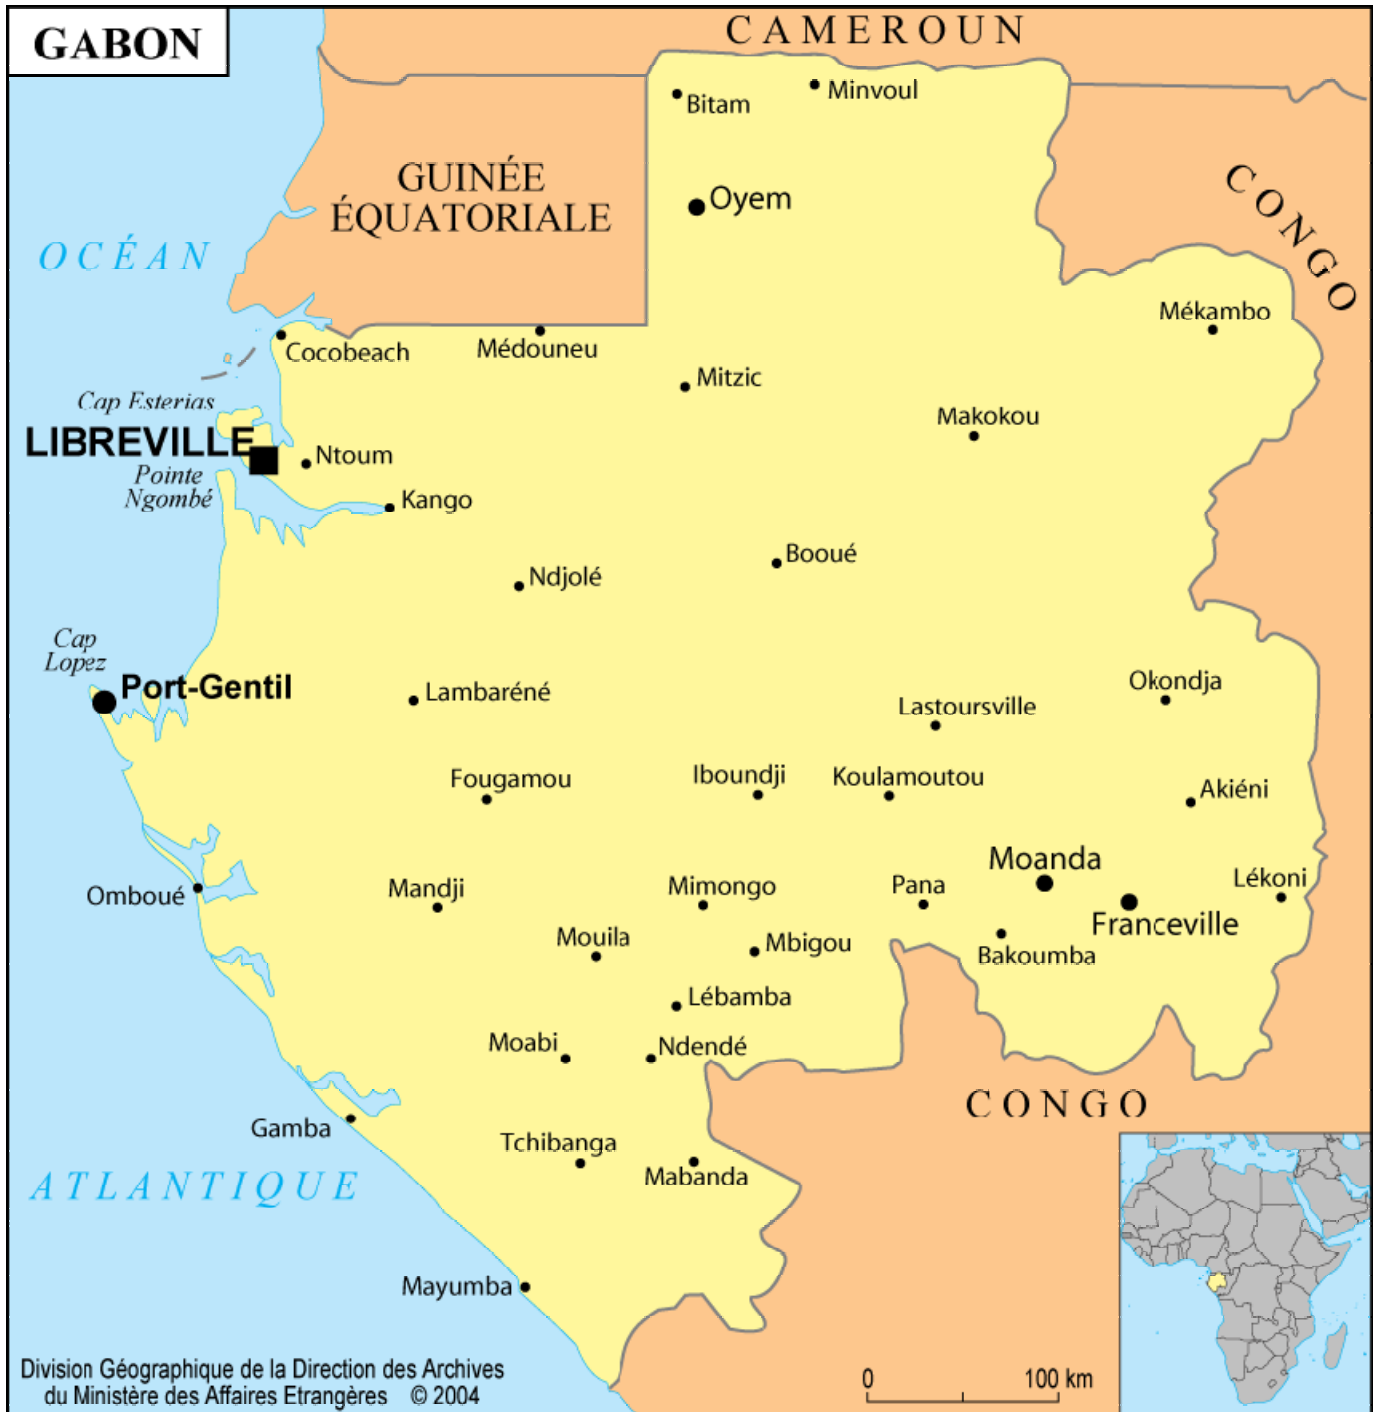 GABON
CAMEROUN
Bitam
Minvoul
GUINÉE
ÉQUATORIALE
CONGO
Oyem
OCÉAN
Mékambo
Cocobeach
Médouneu
Mitzic
Cap Esterias
Makokou
LIBREVILLE
Ntoum
Pointe
Ngombé
Kango
Booué
Ndjolé
Cap
Lopez
Port-Gentil
Lambaréné
Okondja
Lastoursville
Fougamou
Iboundji
Koulamoutou
Akiéni
Moanda
Omboué
Mandji
Mimongo
Pana
Lékoni
Franceville
Mouila
Mbigou
Bakoumba
Lébamba
Moabi
Ndendé
CONGO
Gamba
Tchibanga
Mabanda
ATLANTIQUE
Mayumba
Division Géographique de la Direction des Archives
du Ministère des Affaires Etrangères © 2004
0 100 km